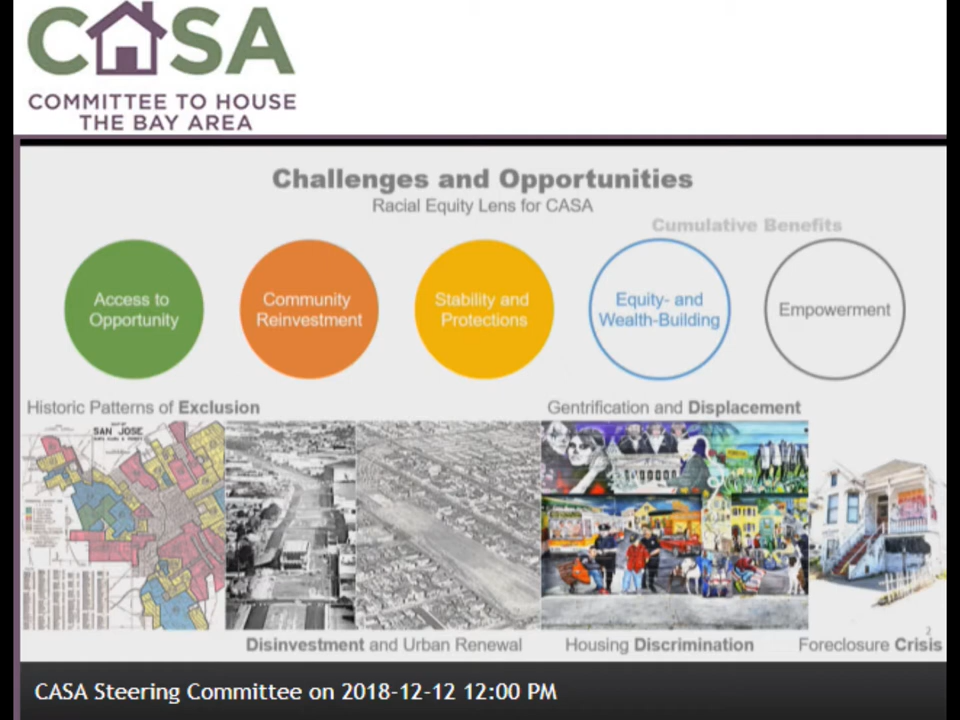 CASA
COMMITTEE TO HOUSE
THE BAY AREA
Challenges and Opportunities
Racial Equity Lens for CASA
Cumulative Benefits
Access to
Opportunity
Community
Reinvestment
Stability and
Protections
Equity- and
Wealth-Building
Empowerment
Historic Patterns of Exclusion
Gentrification and Displacement
SAN JOSE
Disinvestment and Urban Renewal
Housing Discrimination
Foreclosure Crisis
2
CASA Steering Committee on 2018-12-12 12:00 PM